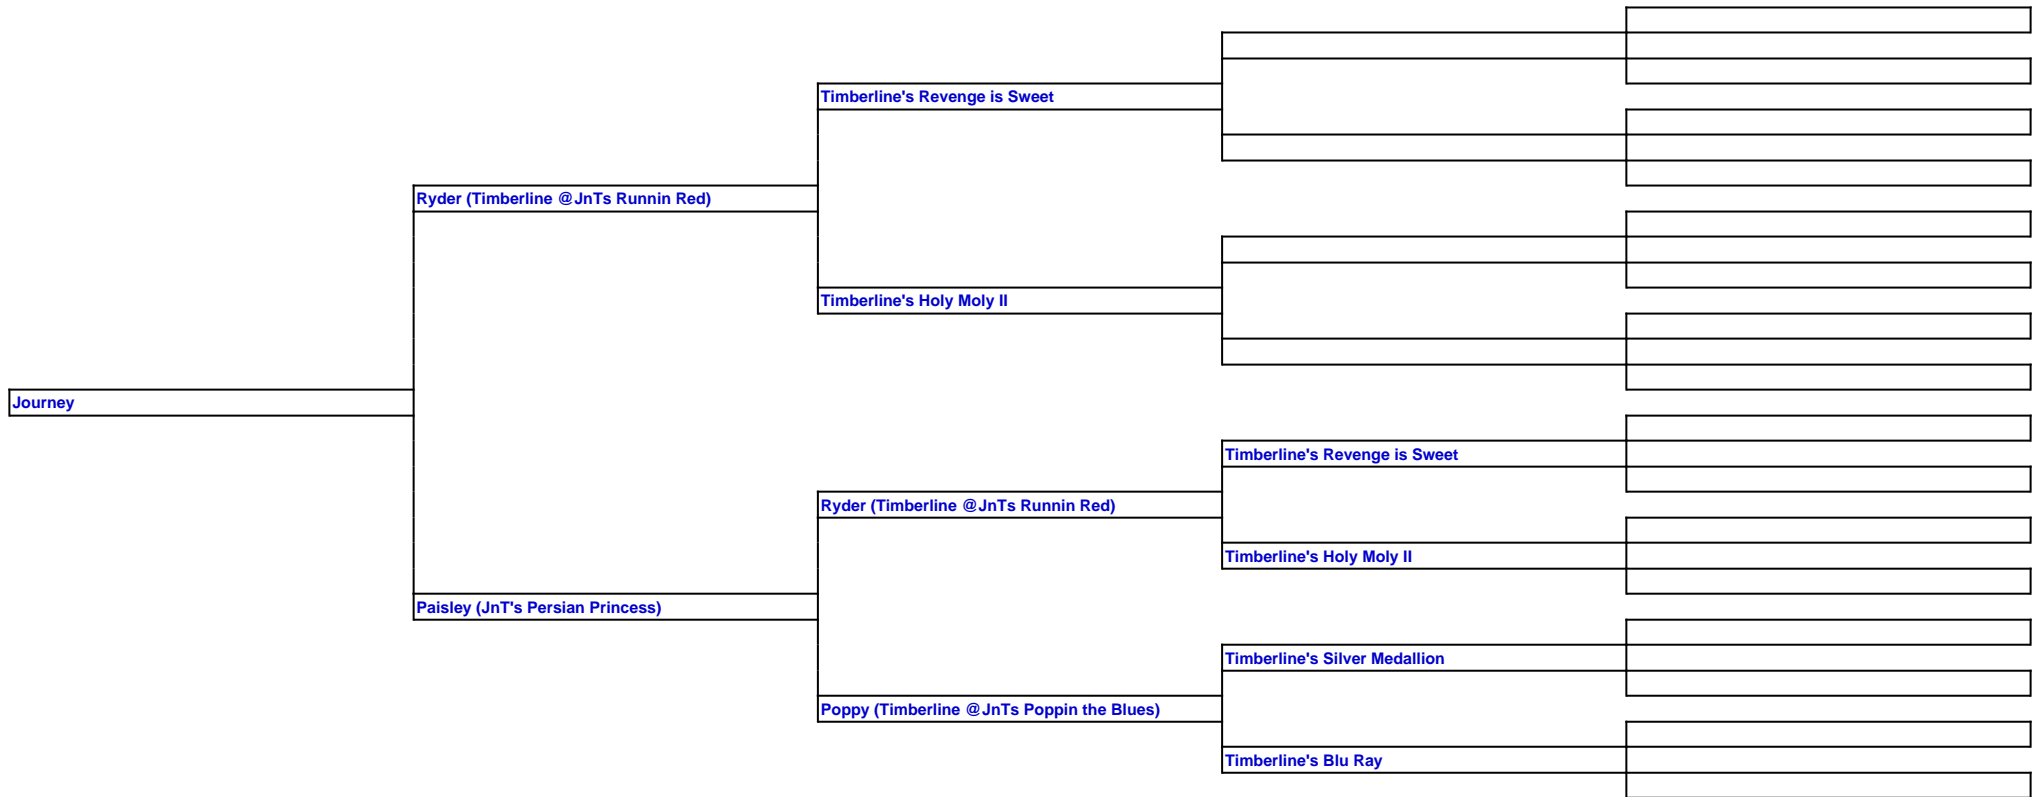 Timberline's Revenge is Sweet
Ryder (Timberline @JnTs Runnin Red)
Timberline's Holy Moly II
Journey
Timberline's Revenge is Sweet
Ryder (Timberline @JnTs Runnin Red)
Timberline's Holy Moly II
Paisley (JnT's Persian Princess)
Timberline's Silver Medallion
Poppy (Timberline @JnTs Poppin the Blues)
Timberline's Blu Ray